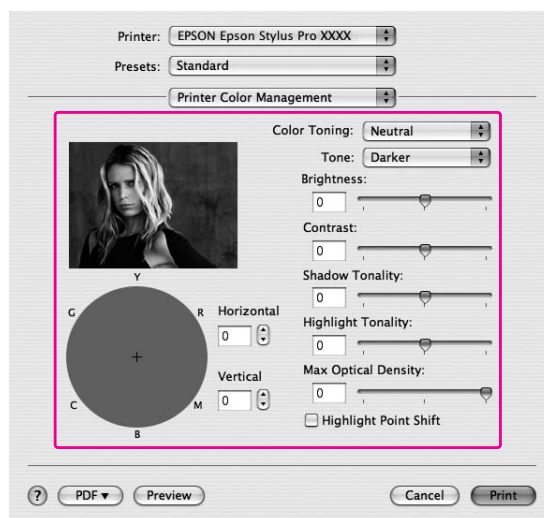 Printer: EPSON Epson Stylus Pro XXXX
Presets: Standard
Printer Color Management
Color Toning: Neutral
Tone: Darker
Brightness:
0
Contrast:
0
Shadow Tonality:
0
Highlight Tonality:
0
Max Optical Density:
0
Highlight Point Shift
Y
G R
C M
B
Horizontal
0
Vertical
0
? PDF ▼ Preview Cancel Print